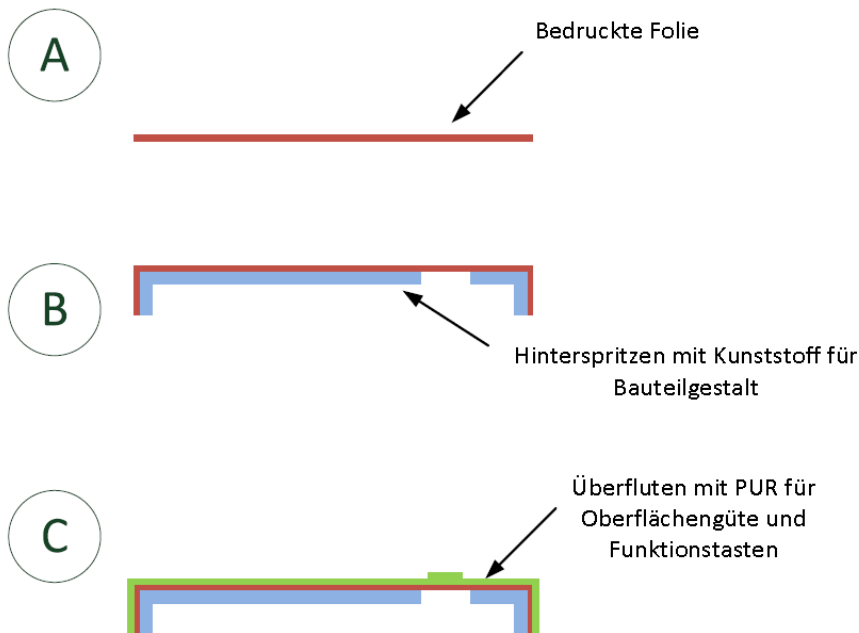 A
Bedruckte Folie
B
Hinterspritzen mit Kunststoff für
Bauteilgestalt
C
Überfluten mit PUR für
Oberflächengüte und
Funktionstasten